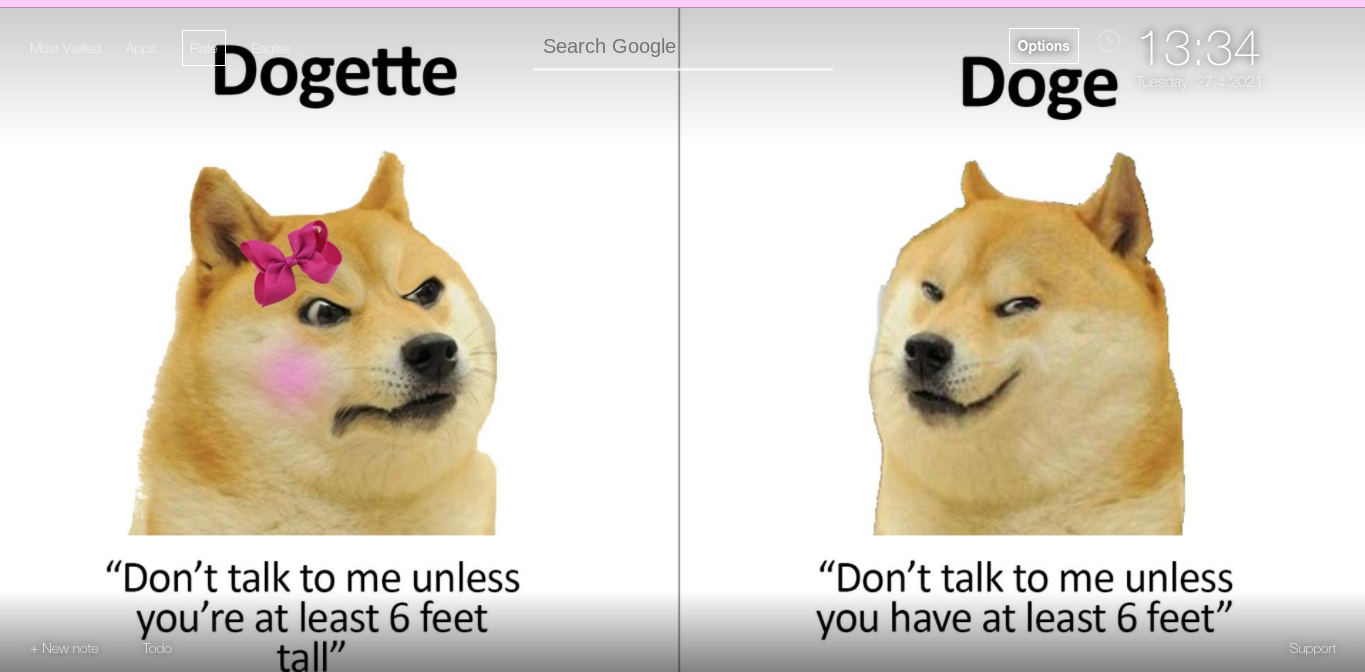 Most Visited Apps Rate Eagles
Search Google
Options
13:34
Tuesday 27.4.2021
Dogette
Doge
“Don’t talk to me unless
you’re at least 6 feet
tall”
“Don’t talk to me unless
you have at least 6 feet”
+ New note Todo
Support